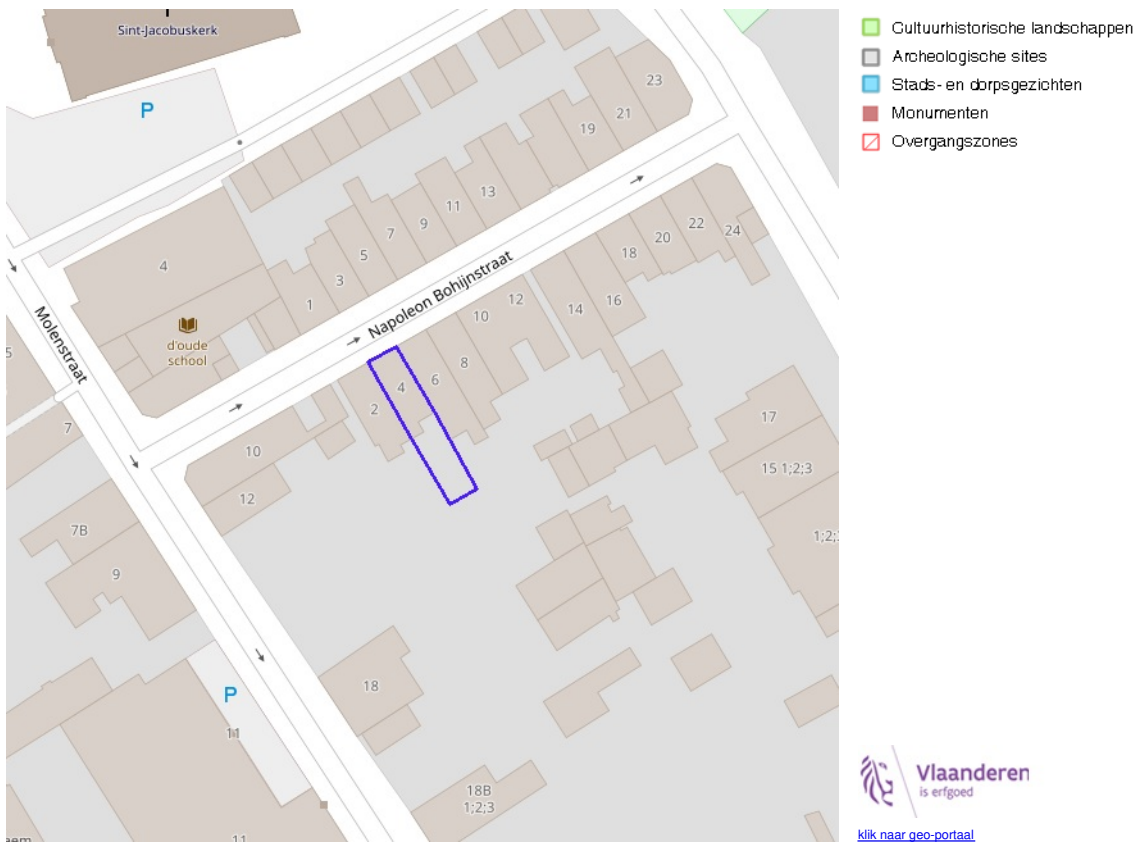 Sint-Jacobuskerk
P
23
21
19
13
11
9
7
5
3
1
4
d'oude
school
Molenstraat
Napoleon Bohijnstraat
24
22
20
18
16
14
12
10
8
6
4
2
5
7
10
12
7B
9
17
15 1;2;3
18
P
11
18B
1;2;3
11
Cultuurhistorische landschappen
Archeologische sites
Stads- en dorpsgezichten
Monumenten
Overgangszones
Vlaanderen
is erfgoed
klik naar geo-portaal